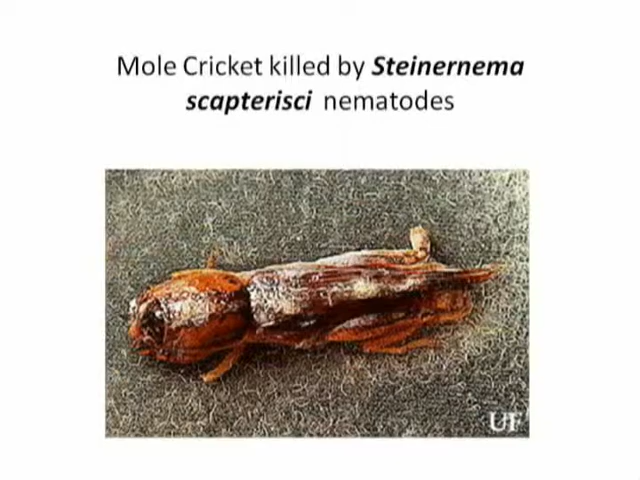 Mole Cricket killed by Steinernema
scapterisci nematodes
UF